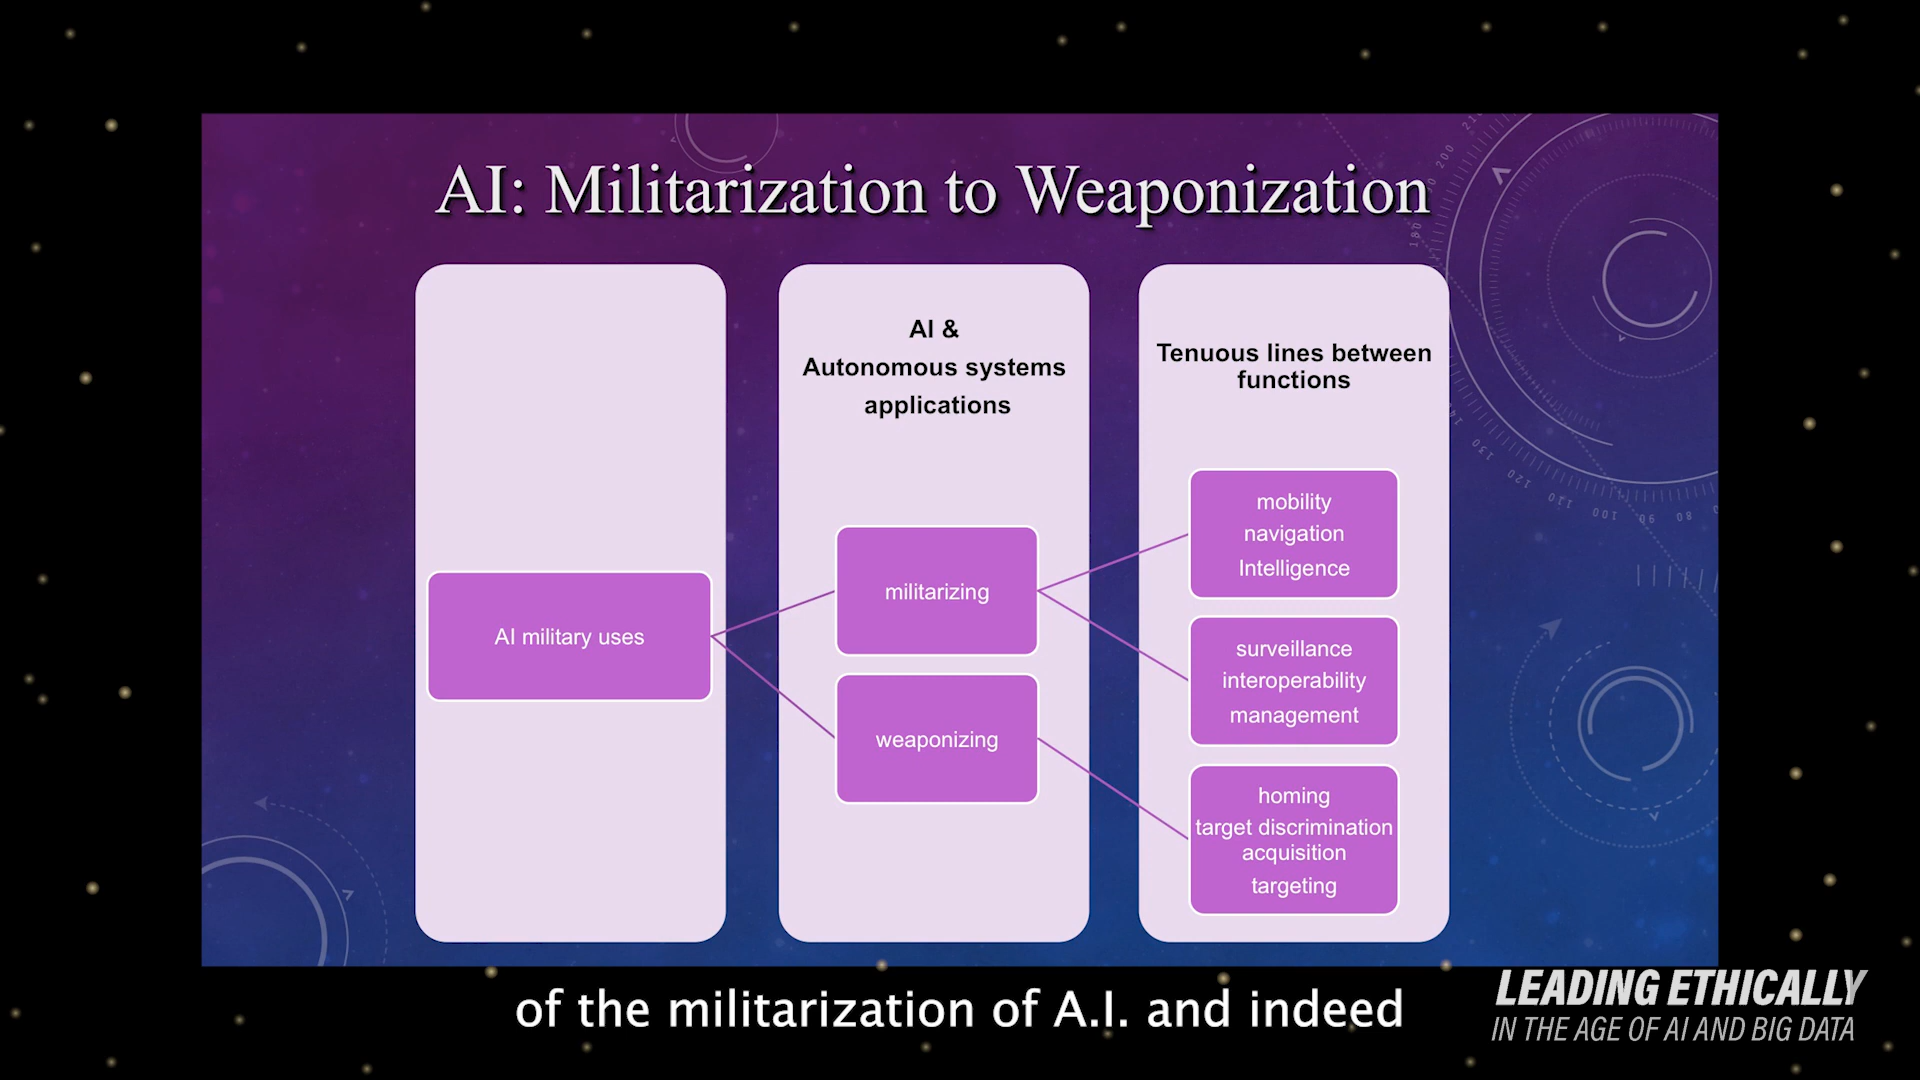 AI: Militarization to Weaponization
AI &
Autonomous systems
applications
Tenuous lines between
functions
AI military uses
militarizing
weaponizing
mobility
navigation
Intelligence
surveillance
interoperability
management
homing
target discrimination
acquisition
targeting
of the militarization of A.I. and indeed
LEADING ETHICALLY
IN THE AGE OF AI AND BIG DATA